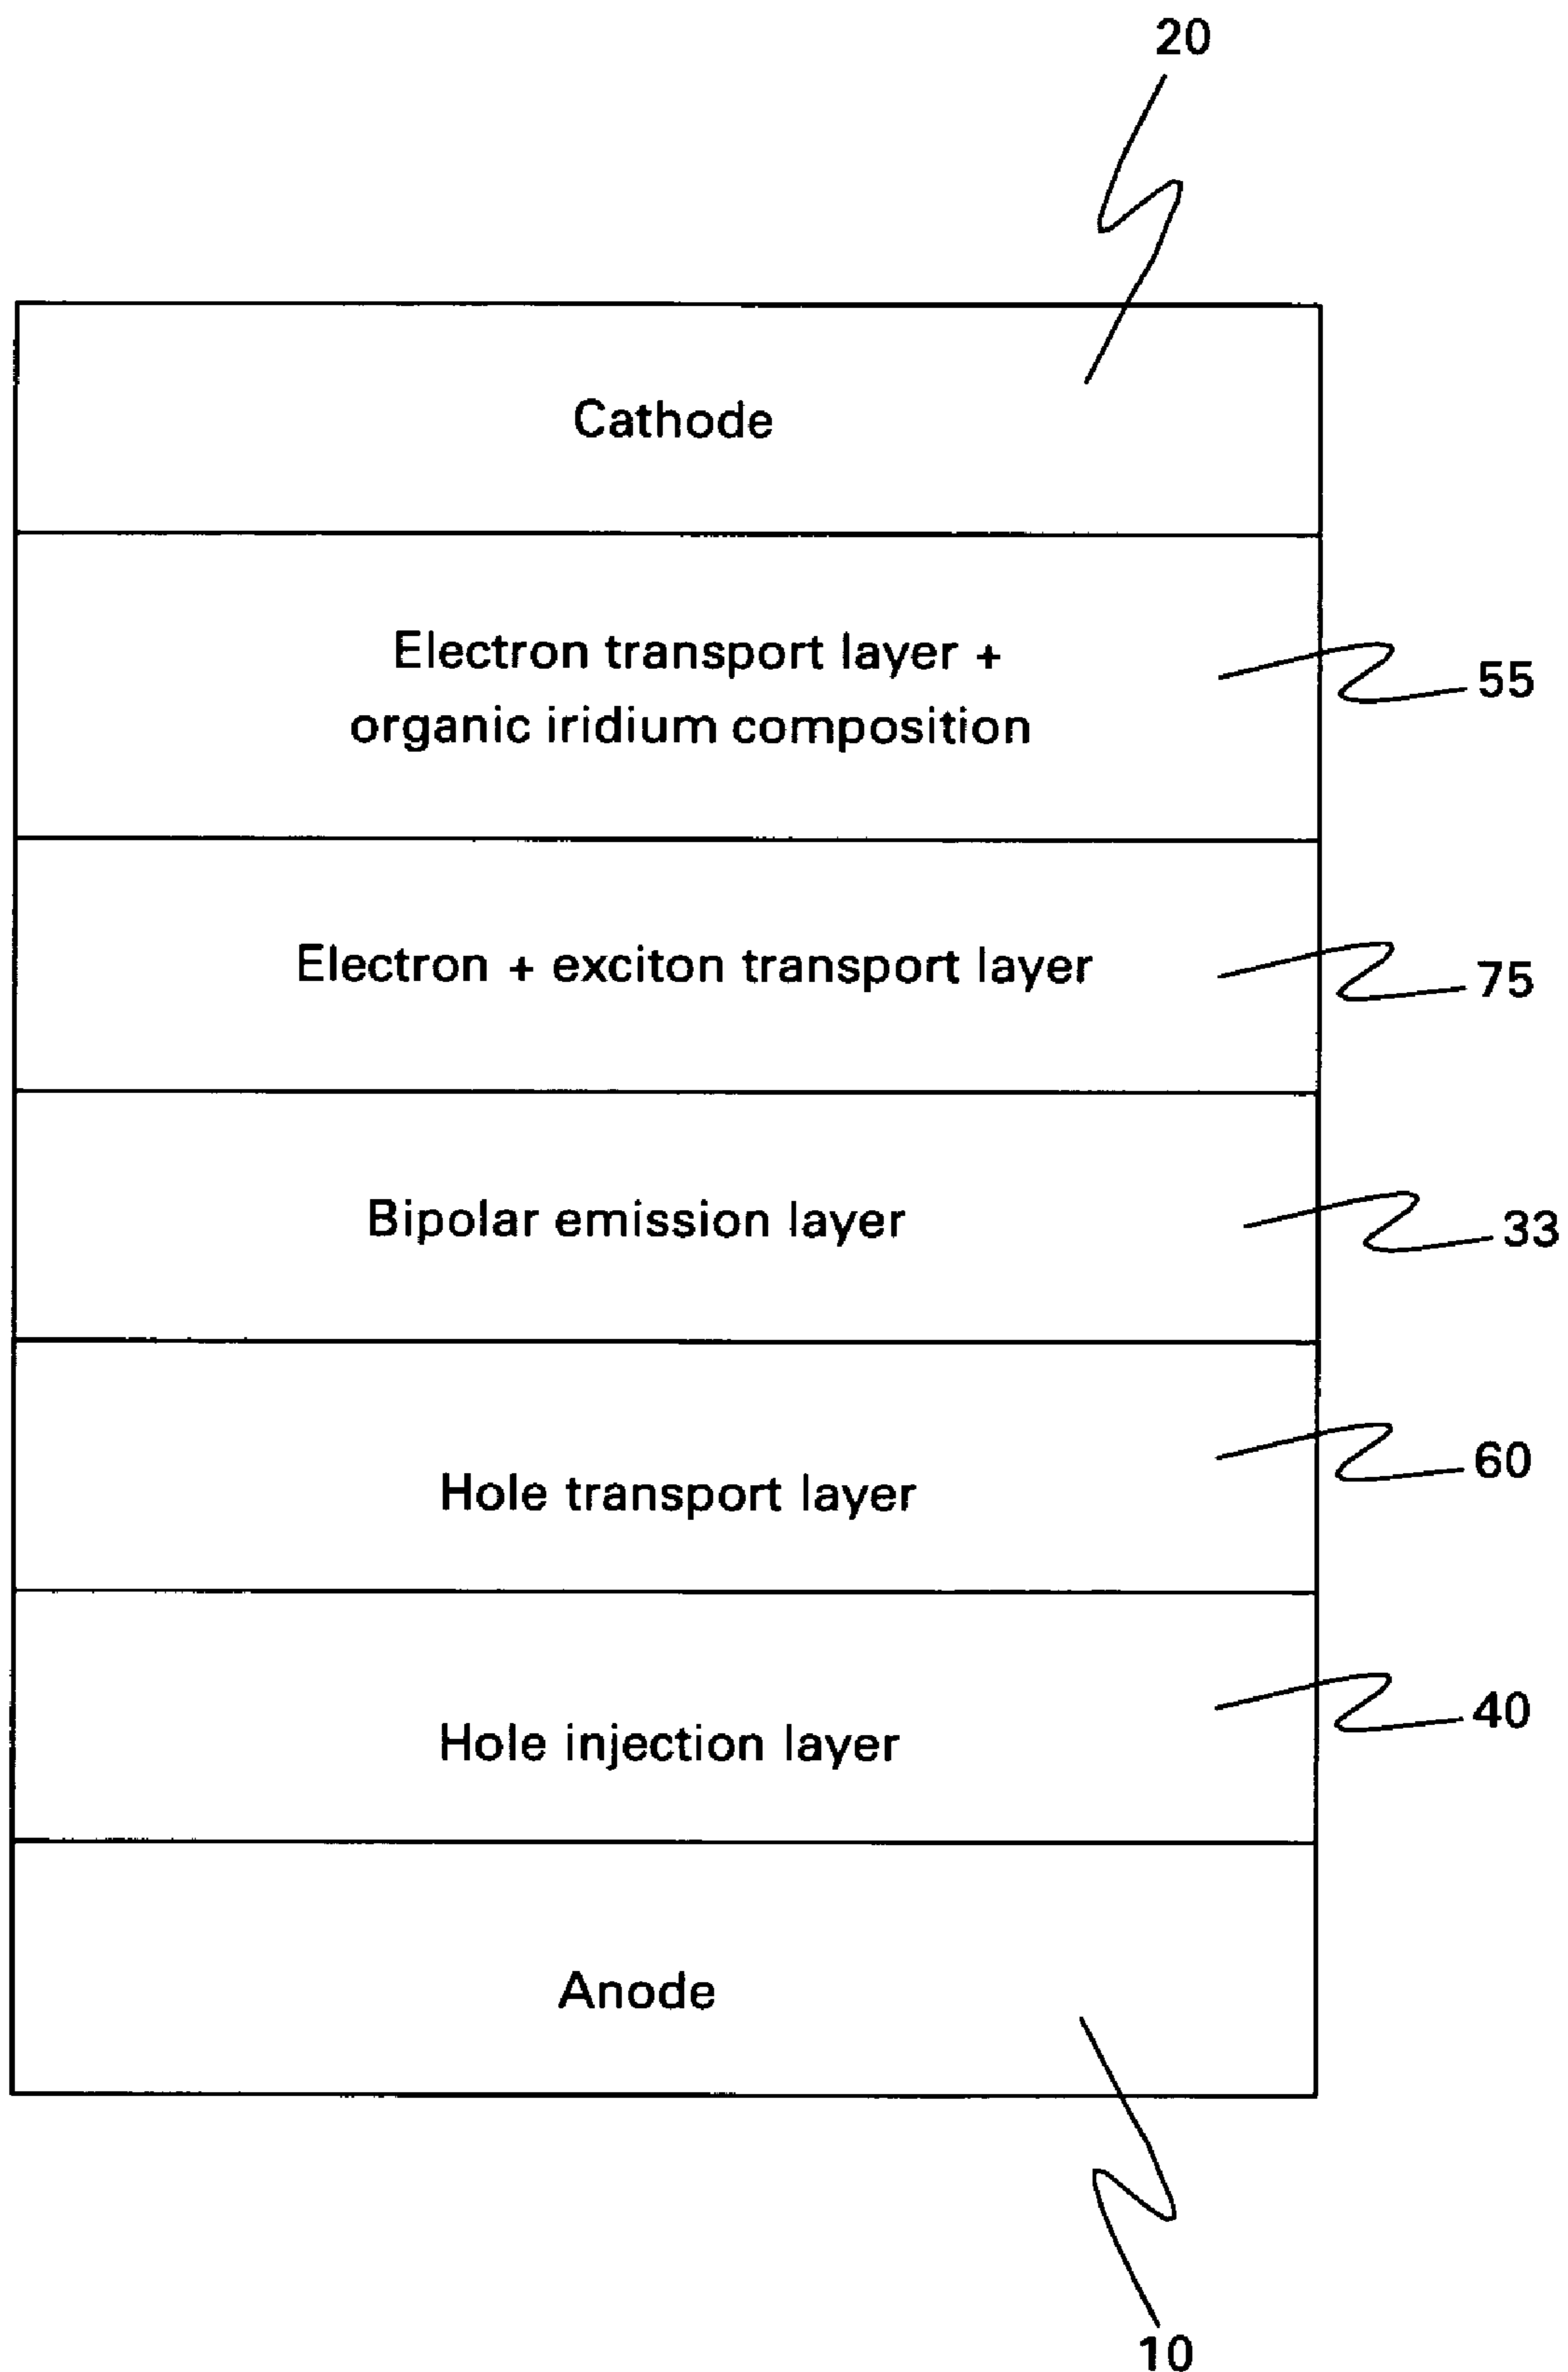 20
Cathode
Electron transport layer +
organic iridium composition
55
Electron + exciton transport layer
75
Bipolar emission layer
33
Hole transport layer
60
Hole injection layer
40
Anode
10